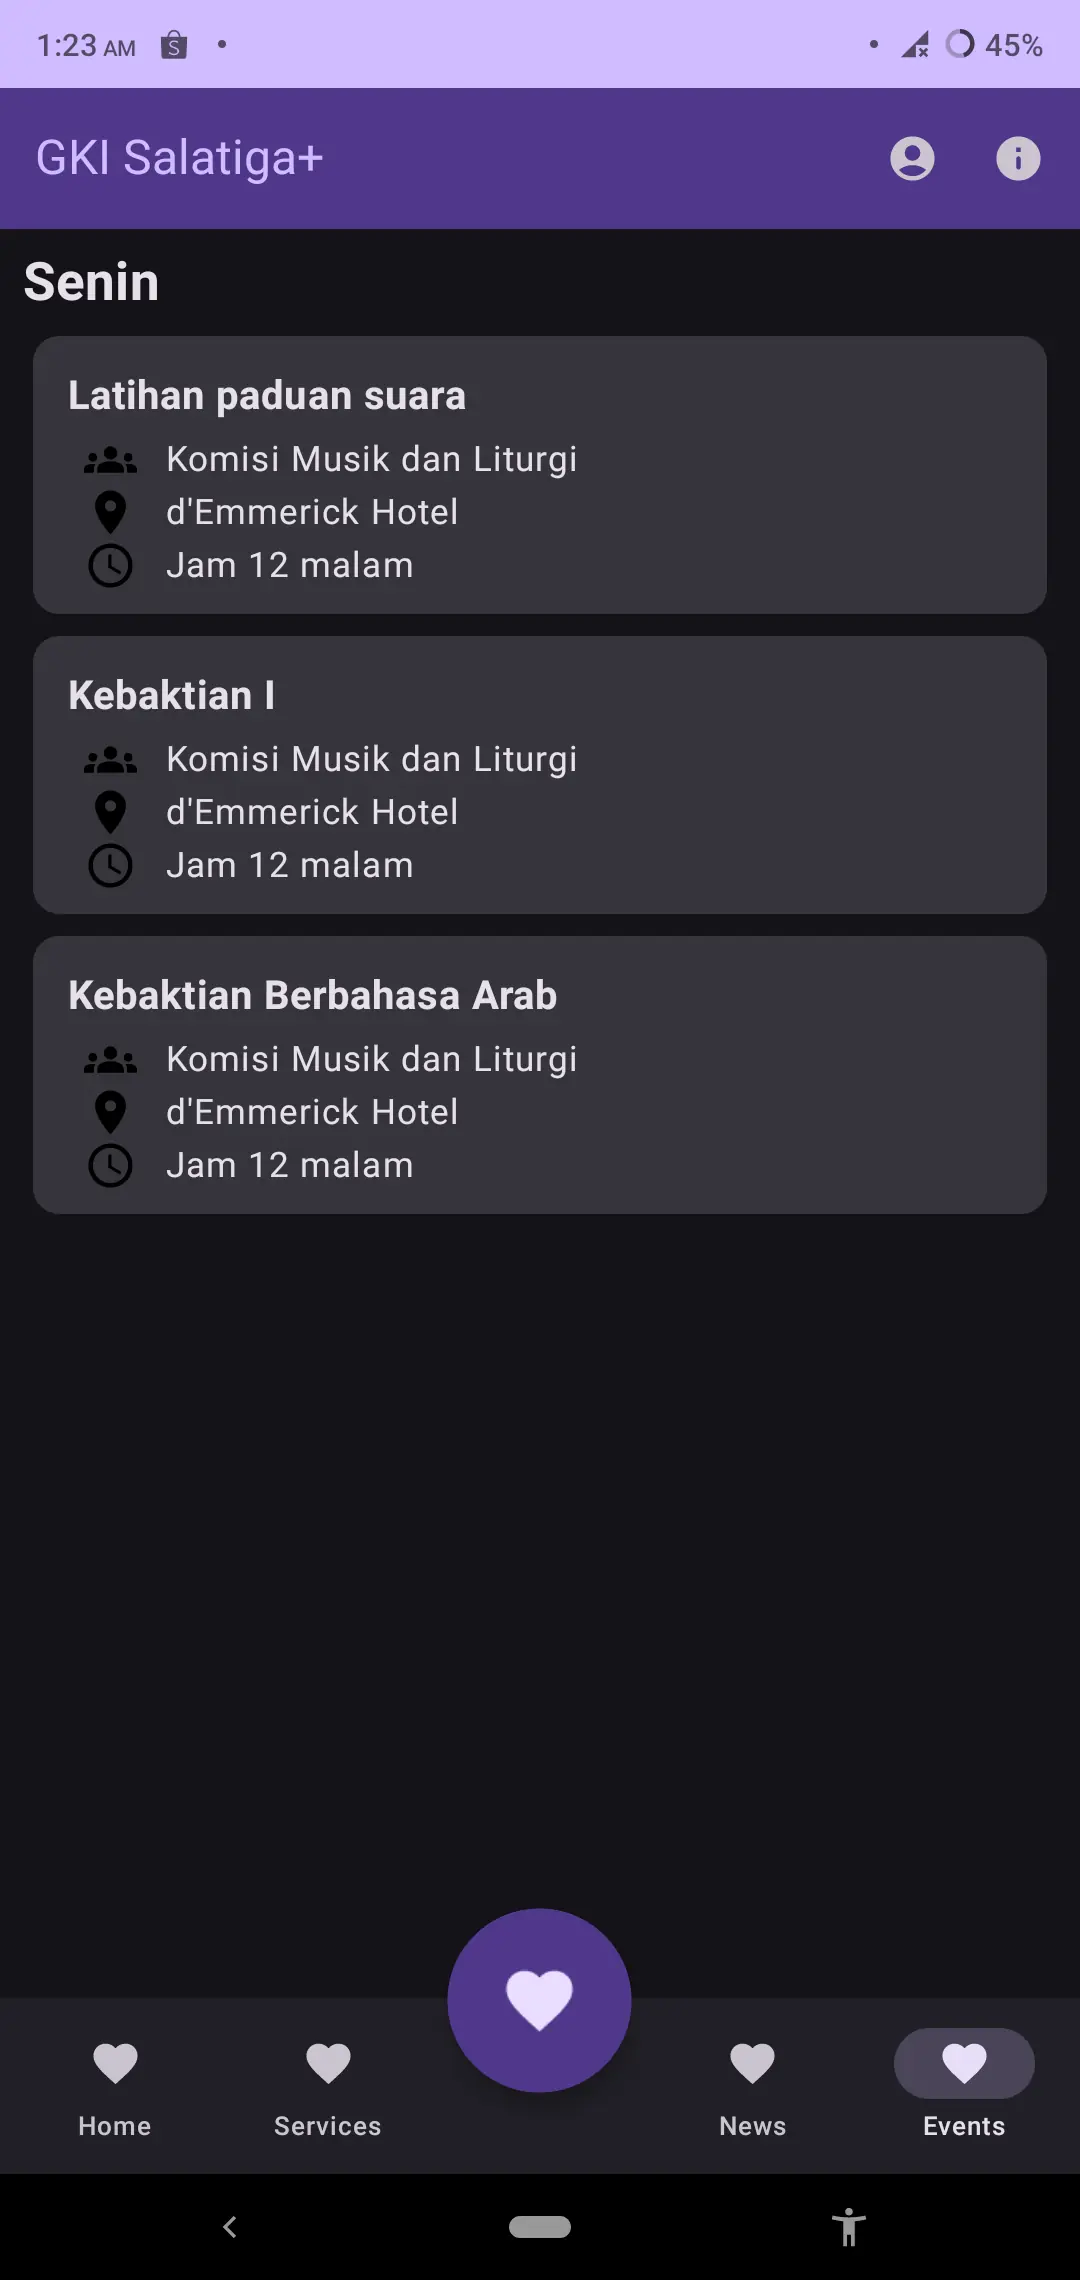 1:23 AM
45%
GKI Salatiga+
Senin
Latihan paduan suara
Komisi Musik dan Liturgi
d'Emmerick Hotel
Jam 12 malam
Kebaktian I
Komisi Musik dan Liturgi
d'Emmerick Hotel
Jam 12 malam
Kebaktian Berbahasa Arab
Komisi Musik dan Liturgi
d'Emmerick Hotel
Jam 12 malam
Home
Services
News
Events